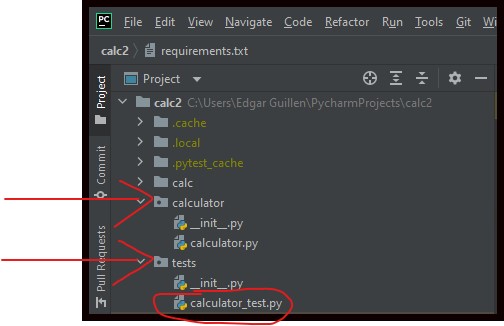 PC File Edit View Navigate Code Refactor Run Tools Git
calc2 requirements.txt
Project
Project
calc2 C:\Users\Edgar Guillen\PycharmProjects\calc2
.cache
.local
.pytest_cache
Commit
calc
calculator
__init__.py
calculator.py
Pull Requests
tests
__init__.py
calculator_test.py